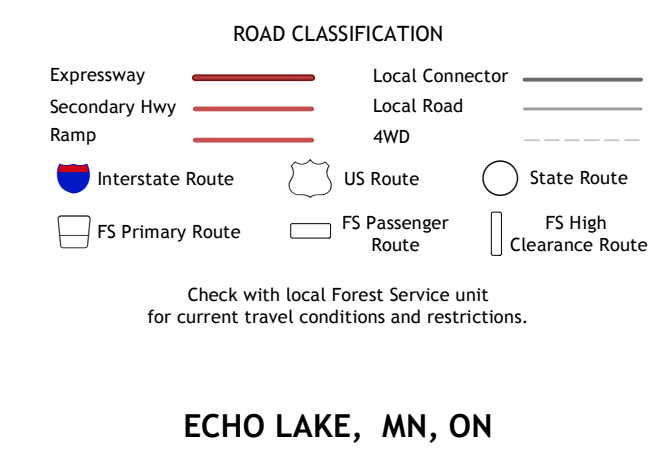 ROAD CLASSIFICATION
Expressway
Local Connector
Secondary Hwy
Local Road
Ramp
4WD
Interstate Route
US Route
State Route
FS Primary Route
FS Passenger
Route
FS High
Clearance Route
Check with local Forest Service unit
for current travel conditions and restrictions.
ECHO LAKE, MN, ON